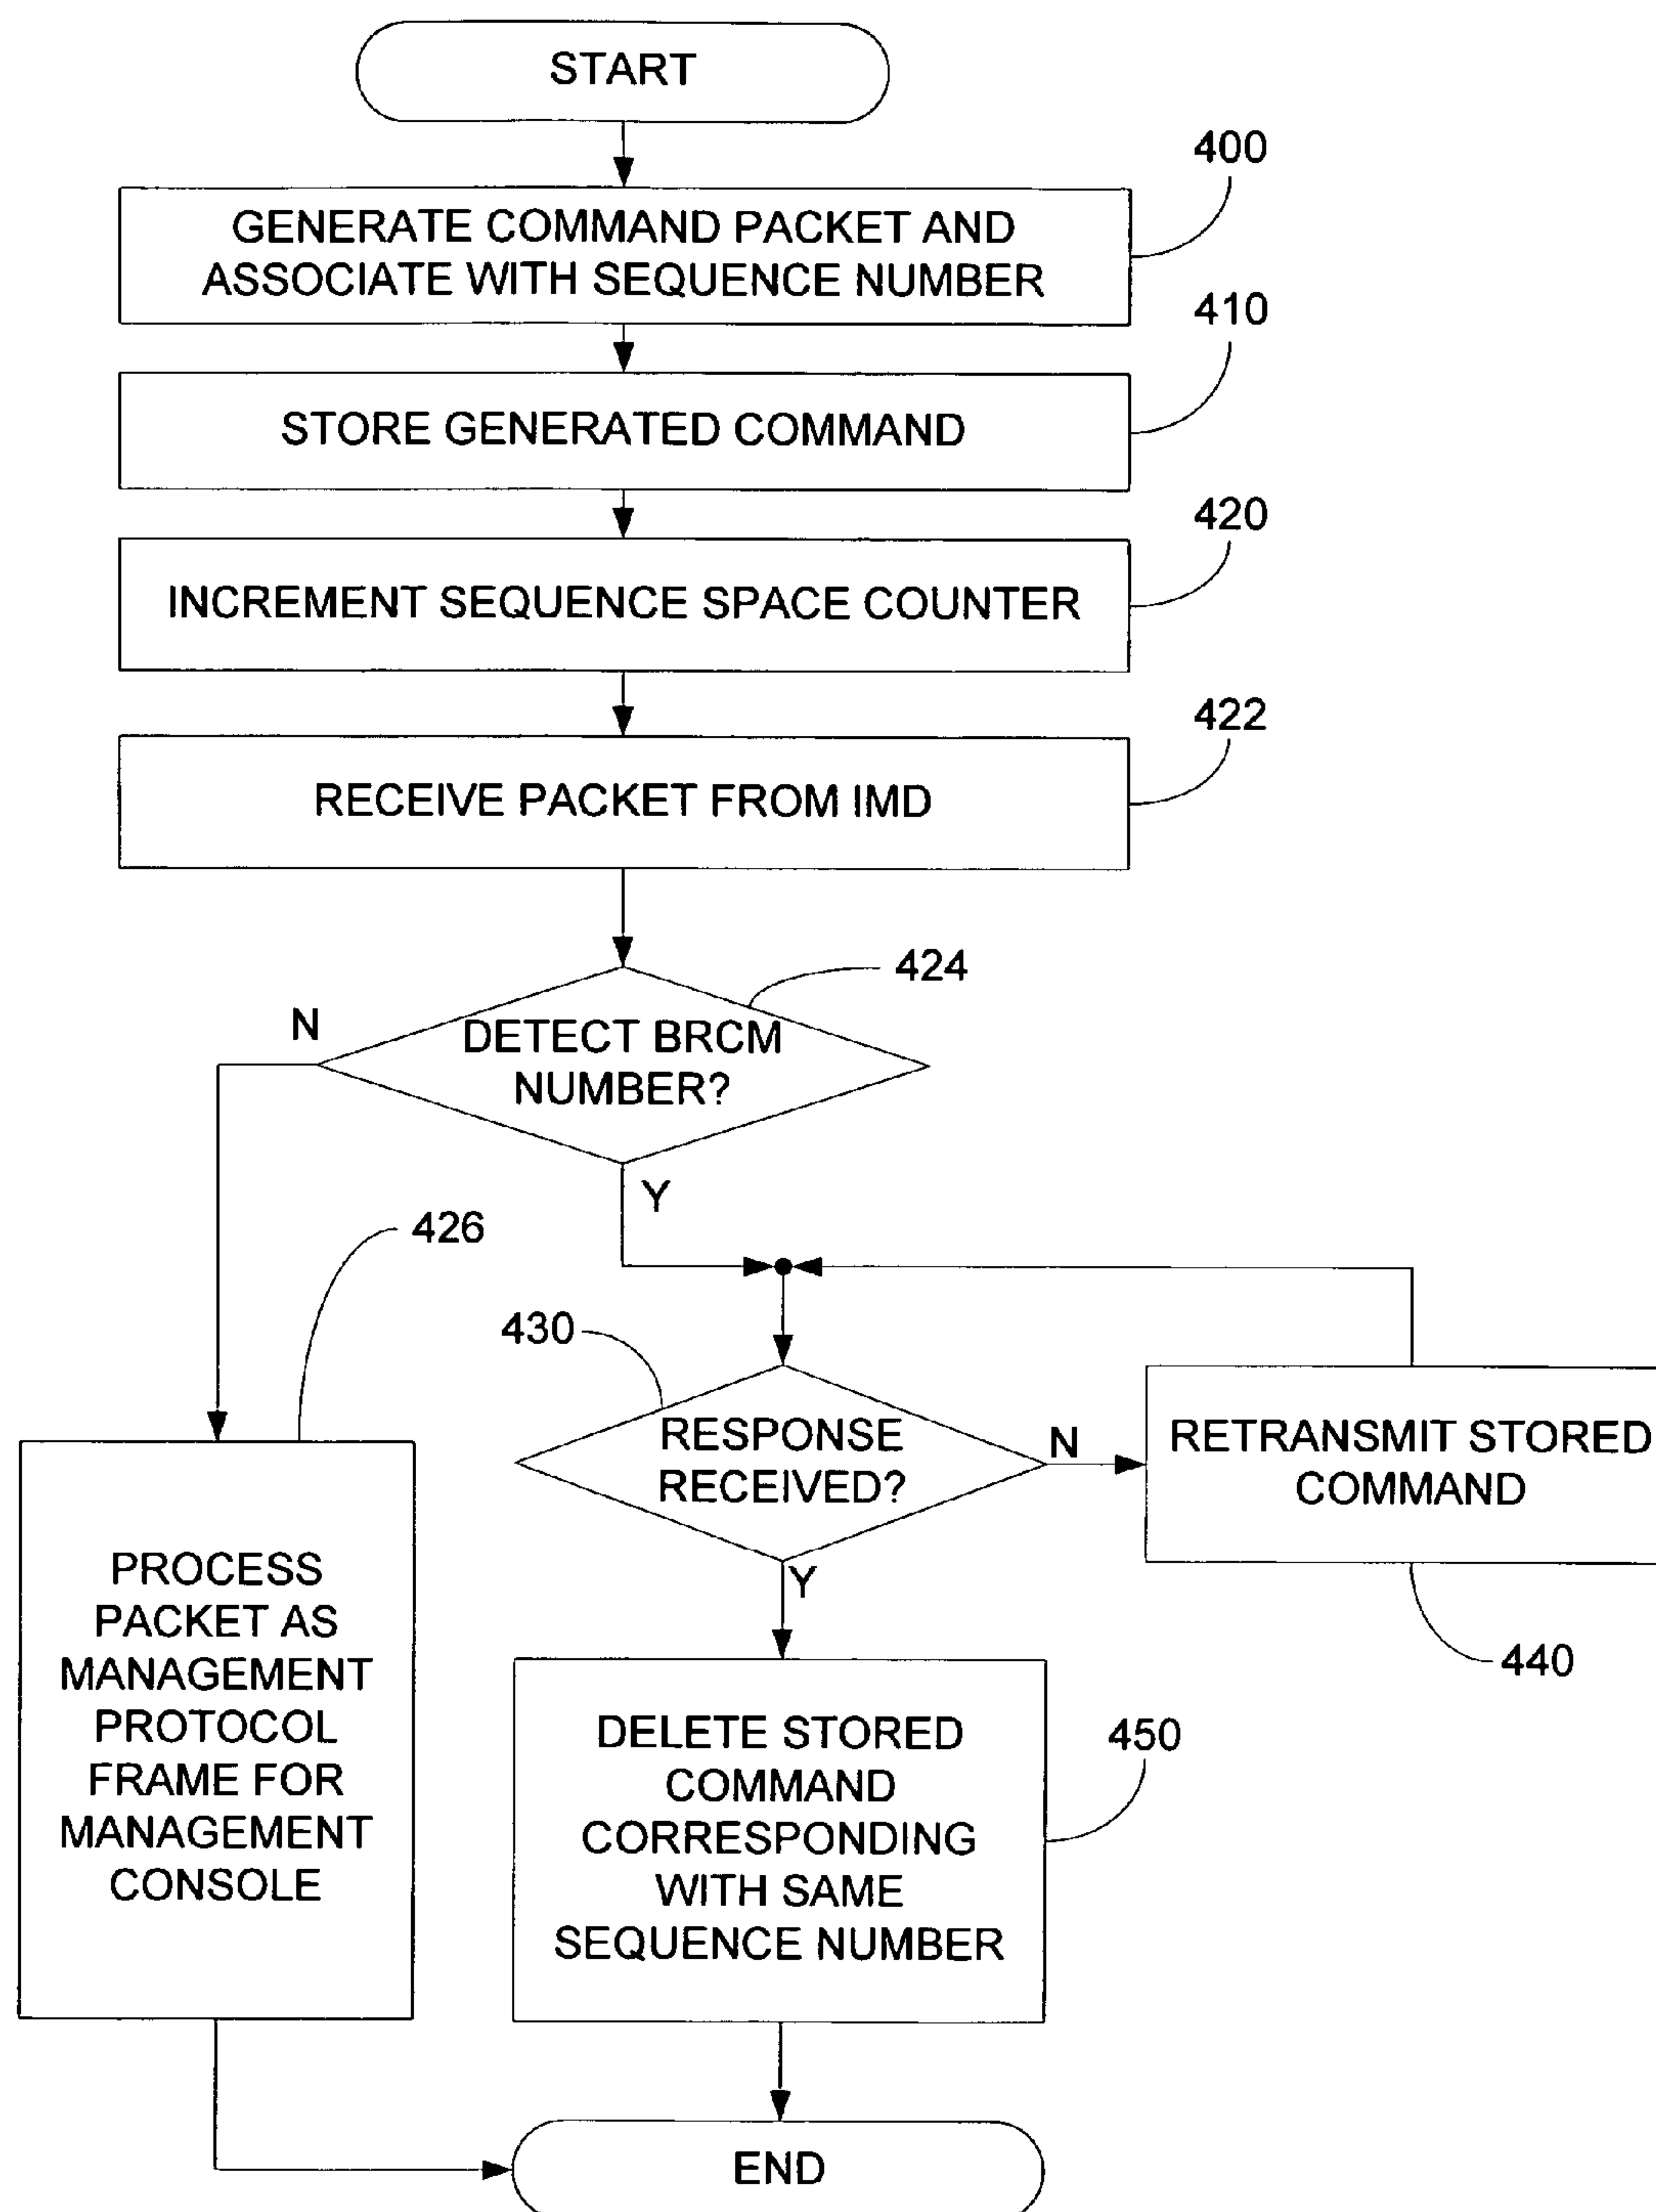 START
400
GENERATE COMMAND PACKET AND
ASSOCIATE WITH SEQUENCE NUMBER
410
STORE GENERATED COMMAND
420
INCREMENT SEQUENCE SPACE COUNTER
422
RECEIVE PACKET FROM IMD
424
N
DETECT BRCM
NUMBER?
Y
426
430
RESPONSE
RECEIVED?
N
RETRANSMIT STORED
COMMAND
440
Y
PROCESS
PACKET AS
MANAGEMENT
PROTOCOL
FRAME FOR
MANAGEMENT
CONSOLE
DELETE STORED
COMMAND
CORRESPONDING
WITH SAME
SEQUENCE NUMBER
450
END